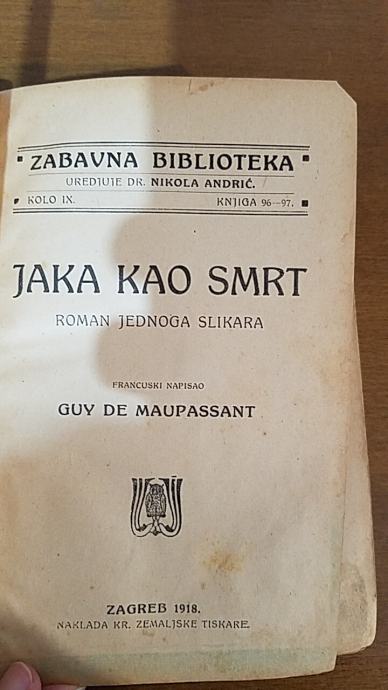 ZABAVNA BIBLIOTEKA
UREDJUJE DR. NIKOLA ANDRIĆ.
KOLO IX. KNJIGA 96—97.
JAKA KAO SMRT
ROMAN JEDNOGA SLIKARA
FRANCUSKI NAPISAO
GUY DE MAUPASSANT
ZAGREB 1918.
NAKLADA KR. ZEMALJSKE TISKARE.